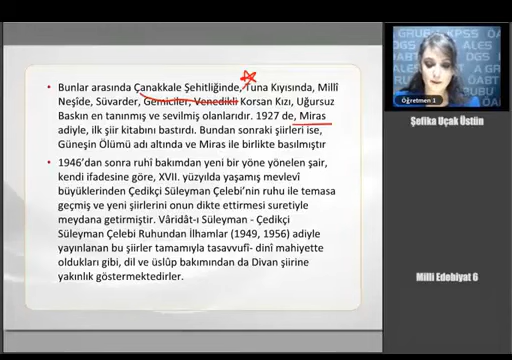 Bunlar arasında Çanakkale Şehitliğinde, Tuna Kıyısında, Millî
Neşîde, Süvarder, Gemiciler, Venedikli Korsan Kızı, Uğursuz
Baskın en tanınmış ve sevilmiş olanlarıdır. 1927 de, Miras
adiyle, ilk şiir kitabını bastırdı. Bundan sonraki şiirleri ise,
Güneşin Ölümü adı altında ve Miras ile birlikte basılmıştır
1946'dan sonra ruhî bakımdan yeni bir yöne yönelen şair,
kendi ifadesine göre, XVII. yüzyılda yaşamış mevlevî
büyüklerinden Çedikçi Süleyman Çelebi'nin ruhu ile temasa
geçmiş ve yeni şiirlerini onun dikte ettirmesi suretiyle
meydana getirmiştir. Vâridât-ı Süleyman - Çedikçi
Süleyman Çelebi Ruhundan İlhamlar (1949, 1956) adiyle
yayınlanan bu şiirler tamamıyla tasavvufî- dinî mahiyette
oldukları gibi, dil ve üslûp bakımından da Divan şiirine
yakınlık göstermektedirler.
Öğretmen 1
Şefika Uçak Üstün
Milli Edebiyat 6